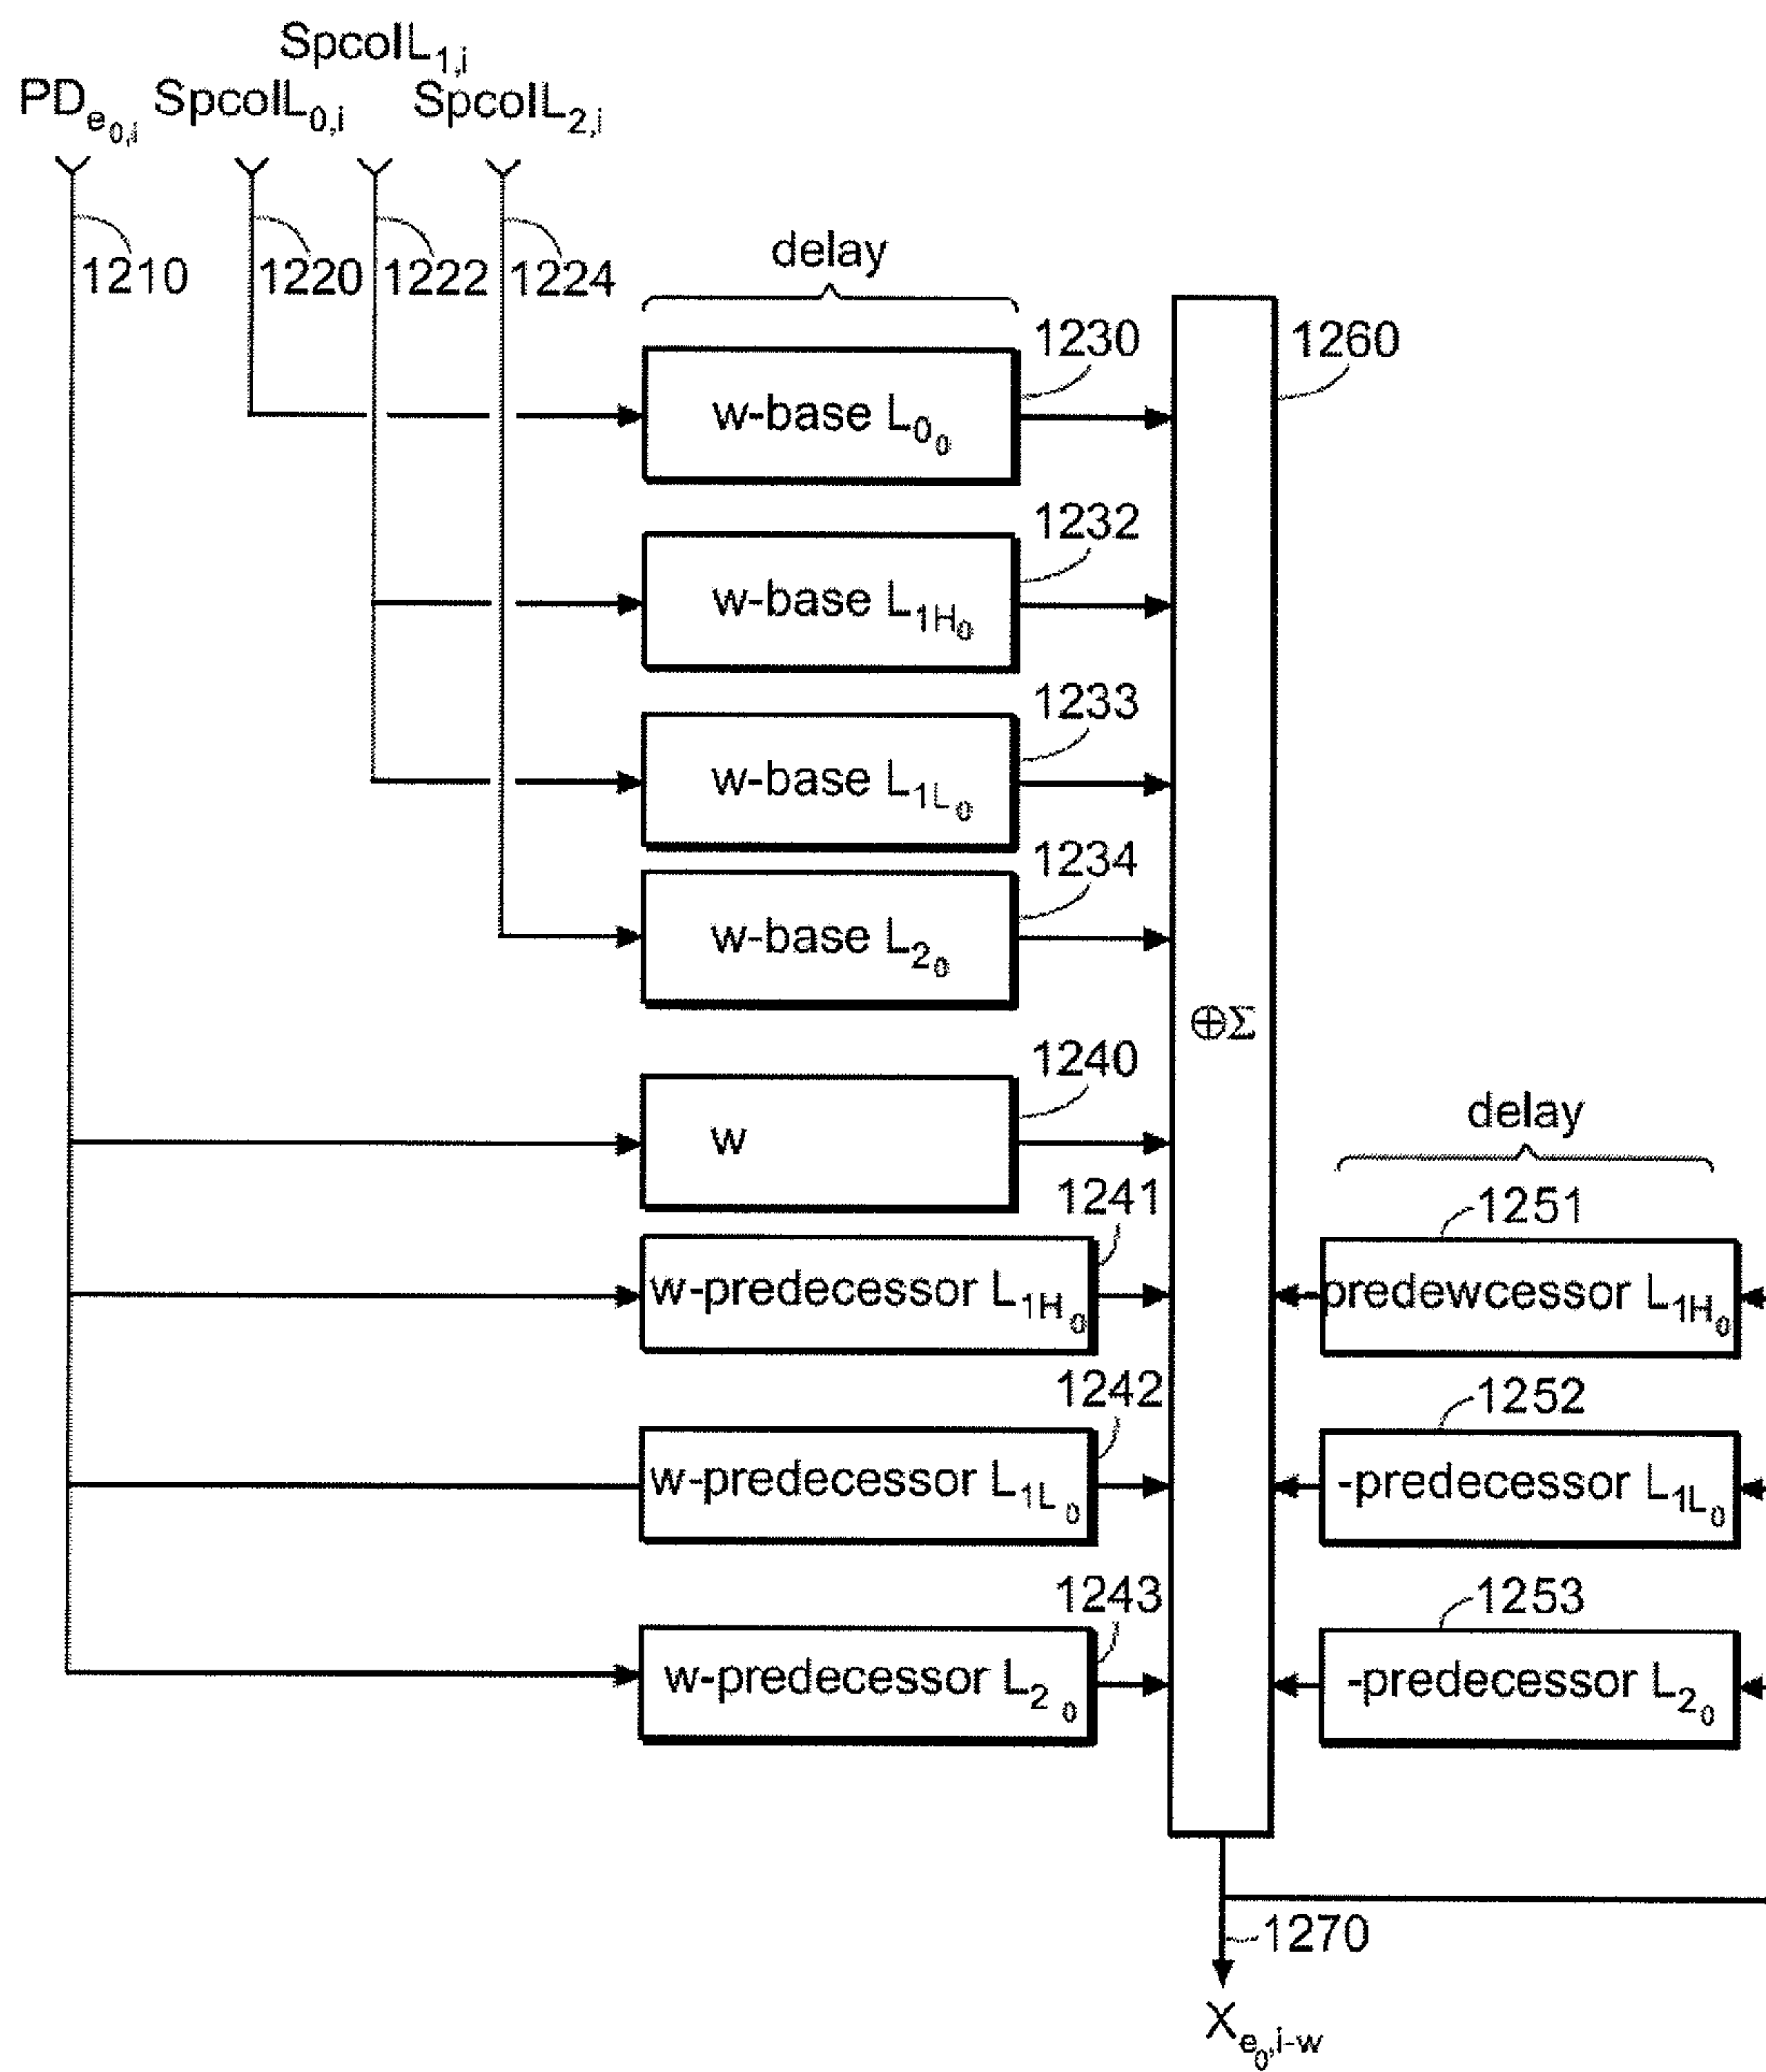 SpcolL1,i
PDe0,i SpcolL0,i SpcolL2,i
1210 1220 1222 1224
delay
1230
1260
w-base L00
1232
w-base L1H0
1233
w-base L1L0
1234
w-base L20
⊕Σ
1240
w
delay
1241
1251
w-predecessor L1H0
predewcessor L1H0
1242
1252
w-predecessor L1L0
-predecessor L1L0
1243
1253
w-predecessor L20
-predecessor L20
1270
Xe0,i-w